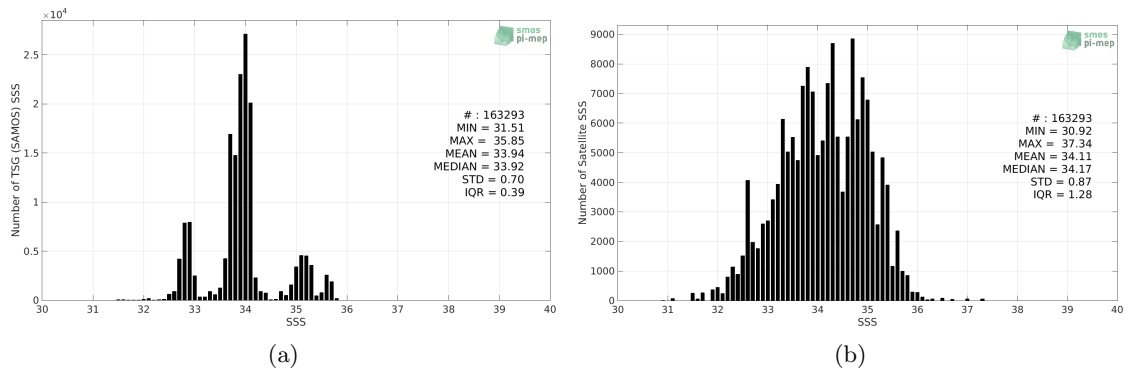 ×10⁴
2.5
2
1.5
1
0.5
0
30 31 32 33 34 35 36 37 38 39 40
SSS
Number of TSG (SAMOS) SSS
smos
pi-mep
# : 163293
MIN = 31.51
MAX = 35.85
MEAN = 33.94
MEDIAN = 33.92
STD = 0.70
IQR = 0.39
(a)
9000
8000
7000
6000
5000
4000
3000
2000
1000
0
30 31 32 33 34 35 36 37 38 39 40
SSS
Number of Satellite SSS
smos
pi-mep
# : 163293
MIN = 30.92
MAX = 37.34
MEAN = 34.11
MEDIAN = 34.17
STD = 0.87
IQR = 1.28
(b)